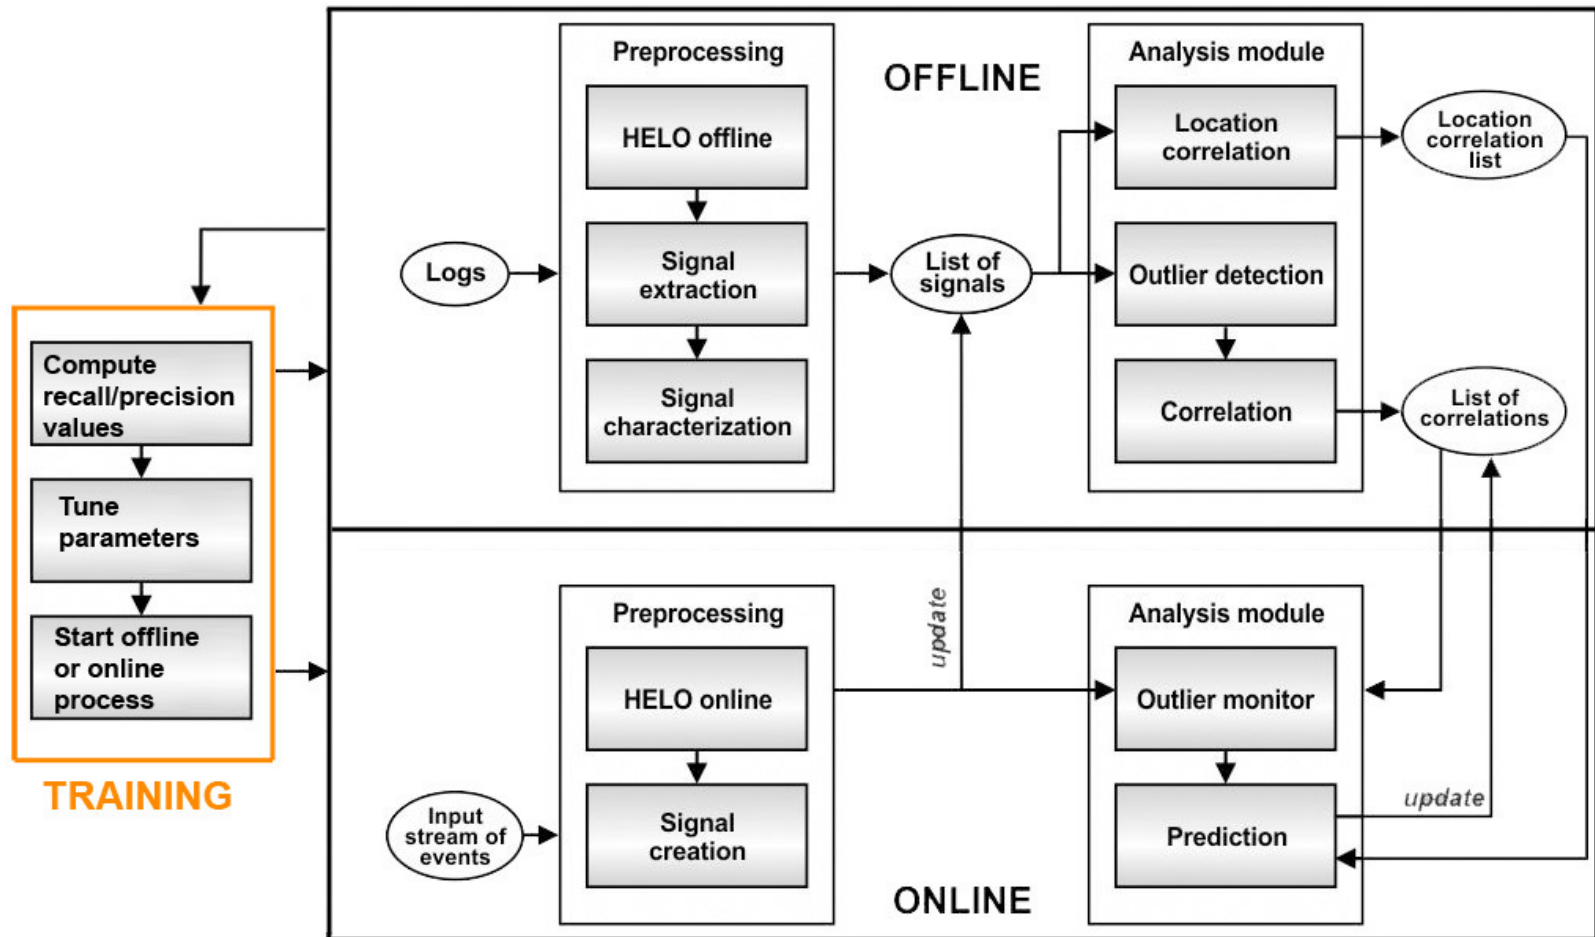 Preprocessing
OFFLINE
Analysis module
HELO offline
Location
correlation
Location
correlation
list
Logs
Signal
extraction
List of
signals
Outlier detection
Signal
characterization
Correlation
List of
correlations
Compute
recall/precision
values
Tune
parameters
Start offline
or online
process
TRAINING
Preprocessing
update
Analysis module
HELO online
Outlier monitor
Input
stream of
events
Signal
creation
Prediction
update
ONLINE